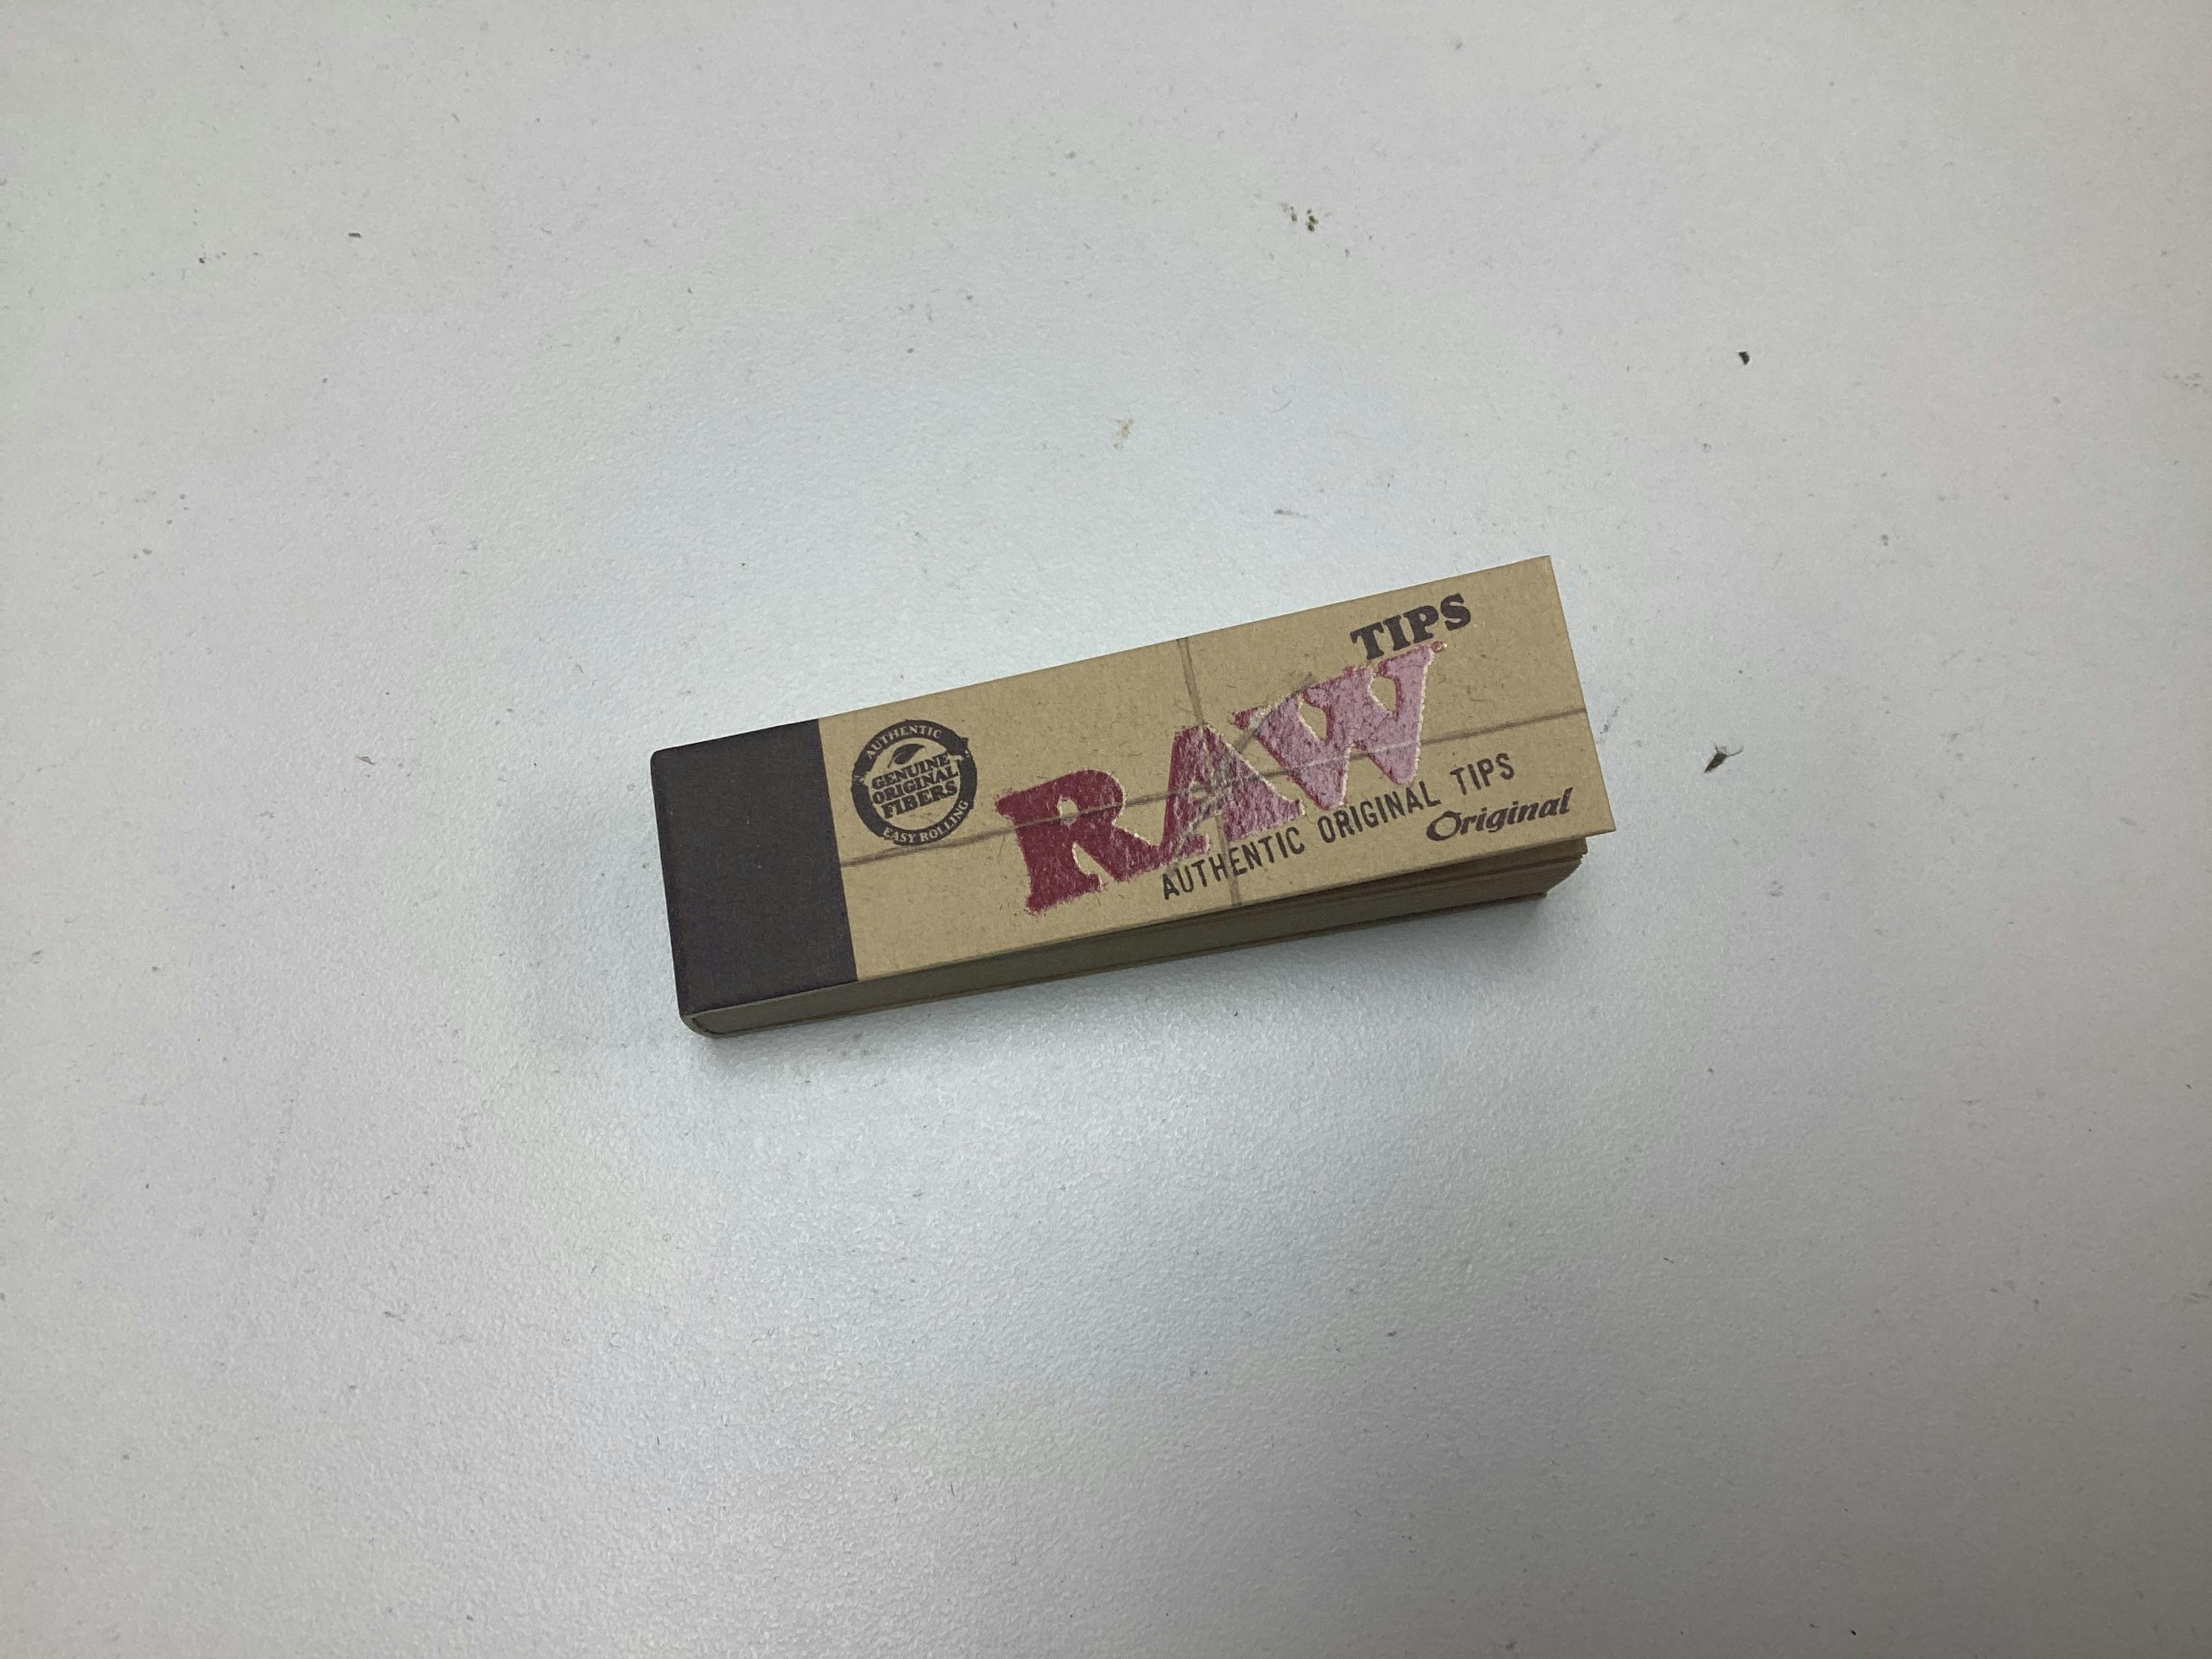 TIPS
RAW
AUTHENTIC ORIGINAL TIPS
Original
AUTHENTIC
GENUINE
ORIGINAL
FIBERS
EASY ROLLING